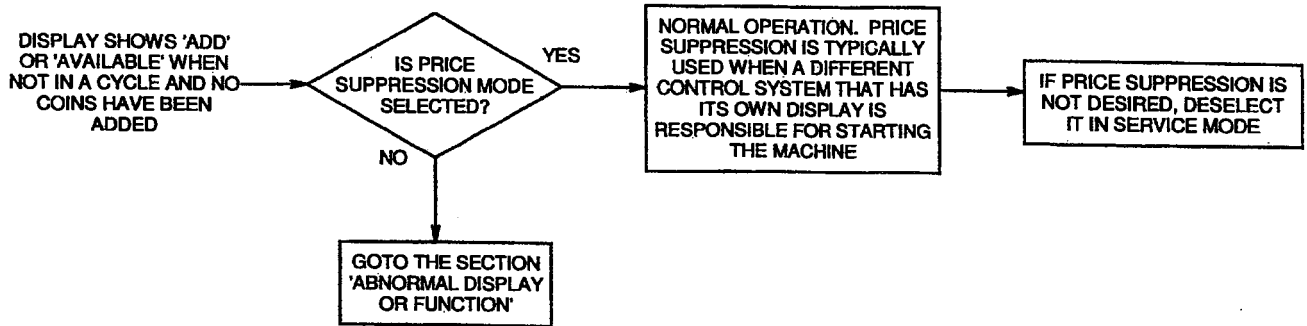 DISPLAY SHOWS 'ADD'
OR 'AVAILABLE' WHEN
NOT IN A CYCLE AND NO
COINS HAVE BEEN
ADDED
IS PRICE
SUPPRESSION MODE
SELECTED?
YES
NORMAL OPERATION. PRICE
SUPPRESSION IS TYPICALLY
USED WHEN A DIFFERENT
CONTROL SYSTEM THAT HAS
ITS OWN DISPLAY IS
RESPONSIBLE FOR STARTING
THE MACHINE
IF PRICE SUPPRESSION IS
NOT DESIRED, DESELECT
IT IN SERVICE MODE
NO
GOTO THE SECTION
'ABNORMAL DISPLAY
OR FUNCTION'